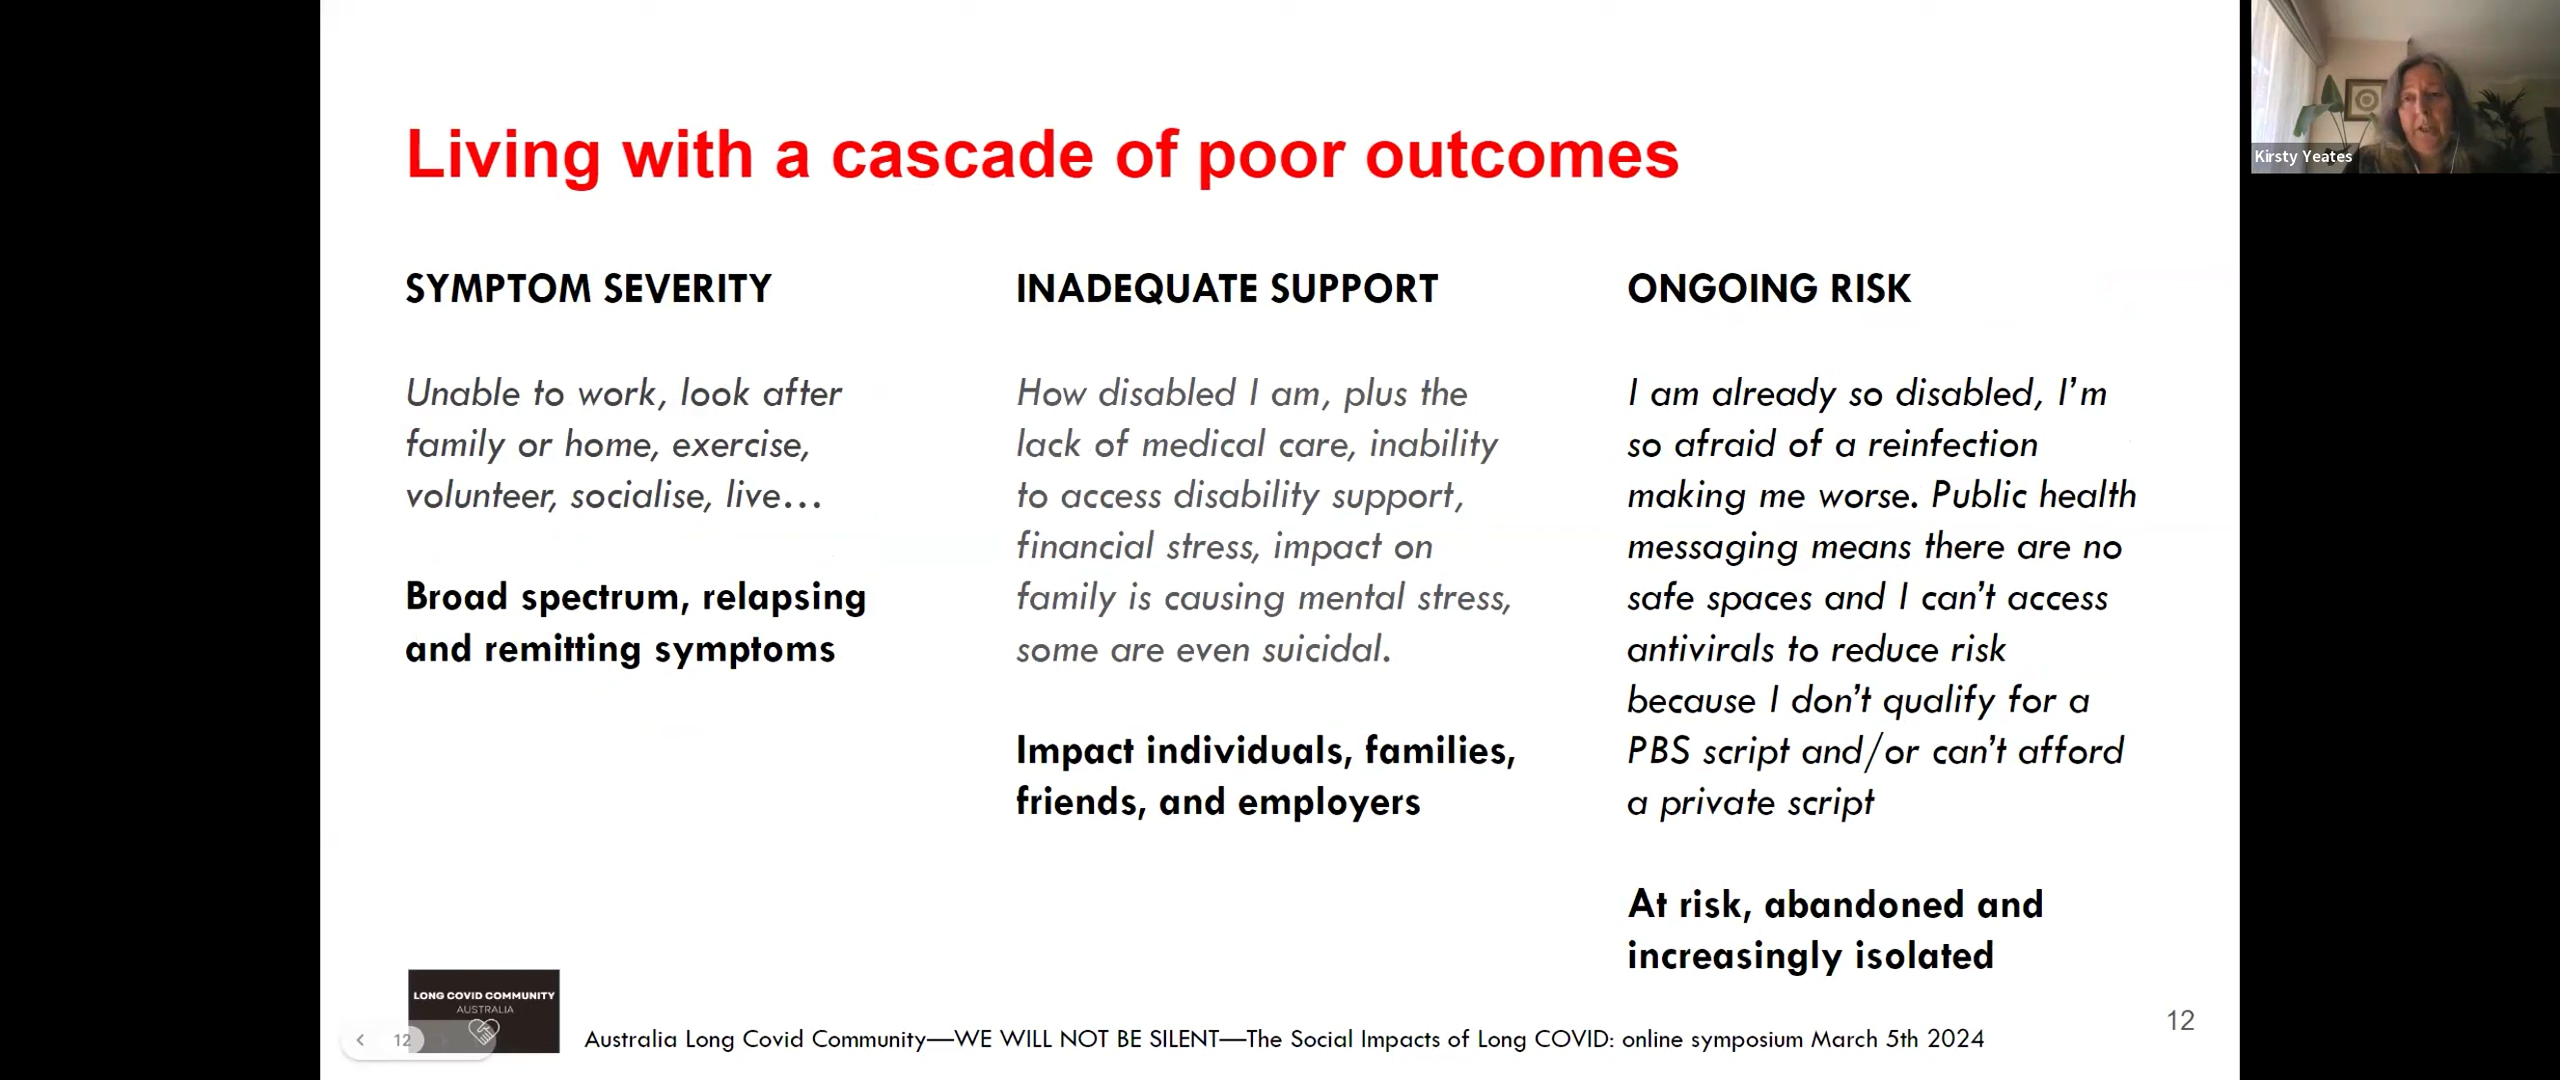 Living with a cascade of poor outcomes
SYMPTOM SEVERITY
Unable to work, look after
family or home, exercise,
volunteer, socialise, live...
Broad spectrum, relapsing
and remitting symptoms
INADEQUATE SUPPORT
How disabled I am, plus the
lack of medical care, inability
to access disability support,
financial stress, impact on
family is causing mental stress,
some are even suicidal.
Impact individuals, families,
friends, and employers
ONGOING RISK
I am already so disabled, I’m
so afraid of a reinfection
making me worse. Public health
messaging means there are no
safe spaces and I can’t access
antivirals to reduce risk
because I don’t qualify for a
PBS script and/or can’t afford
a private script
At risk, abandoned and
increasingly isolated
LONG COVID COMMUNITY
AUSTRALIA
12
Australia Long Covid Community—WE WILL NOT BE SILENT—The Social Impacts of Long COVID: online symposium March 5th 2024
12
Kirsty Yeates